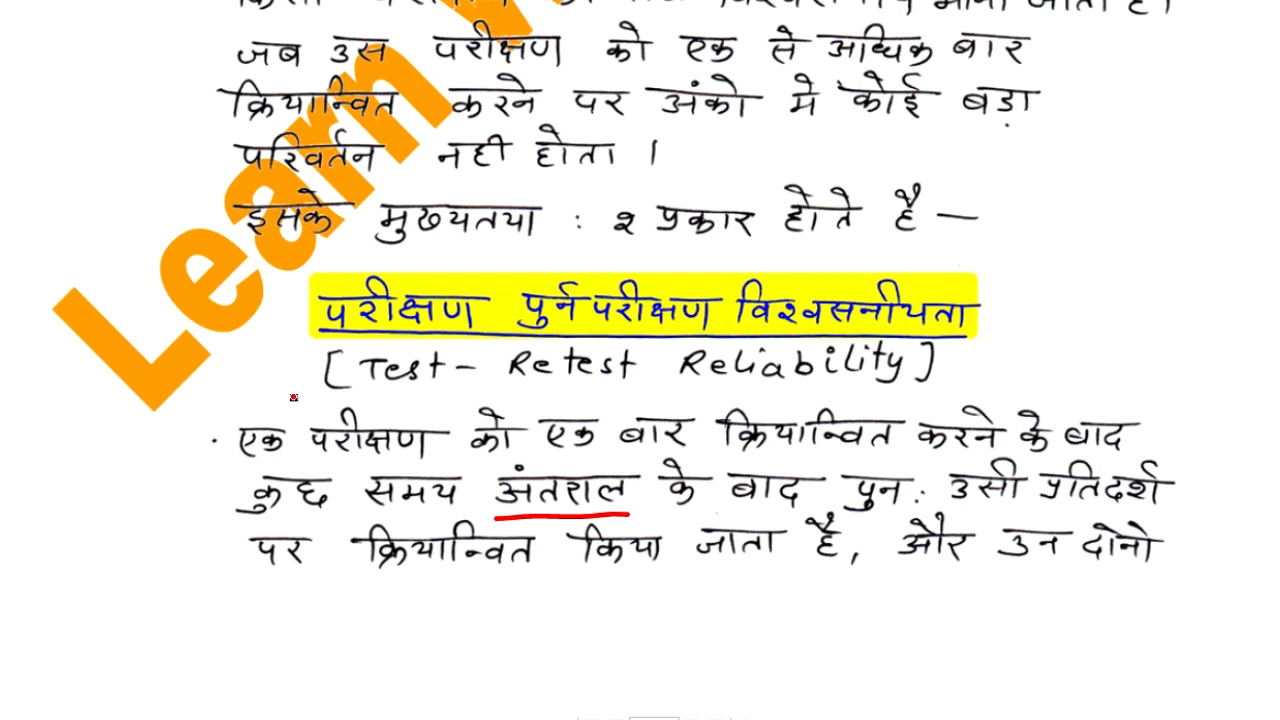 जब उस परीक्षण को एक से अधिक बार
क्रियान्वित करने पर अंको मे कोई बड़ा
परिवर्तन नही होता ।
इसके मुख्यतया : २ प्रकार होते है —
परीक्षण पुर्नपरीक्षण विश्वसनीयता
[ Test - Retest Reliability ]
• एक परीक्षण को एक बार क्रियान्वित करने के बाद
कुछ समय अंतराल के बाद पुन: उसी प्रतिदर्श
पर क्रियान्वित किया जाता है, और उन दोनो
Learn